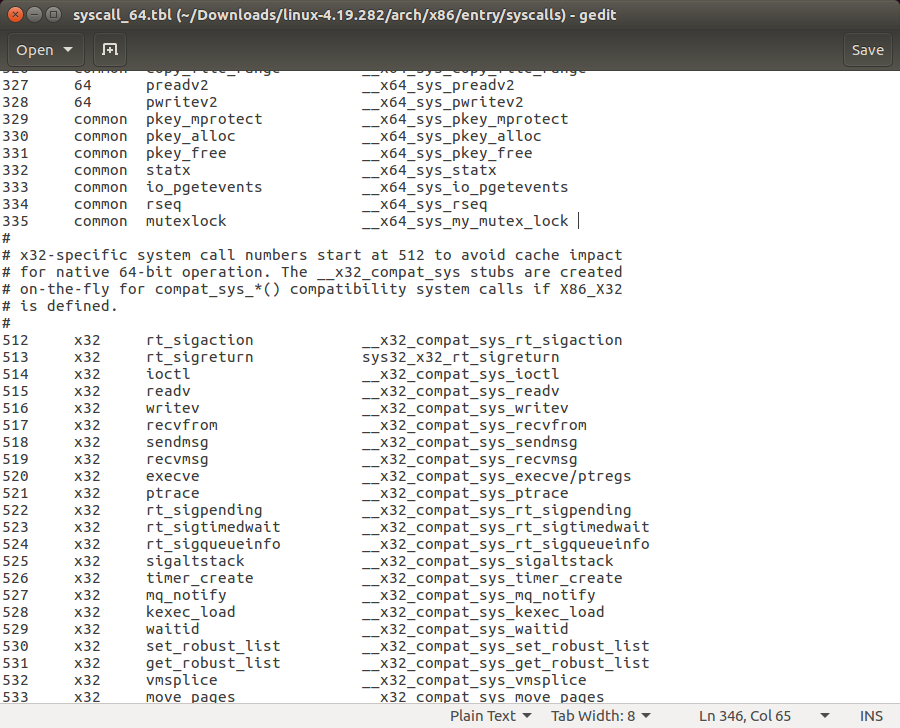 syscall_64.tbl (~/Downloads/linux-4.19.282/arch/x86/entry/syscalls) - gedit
Open Save
326 common copy_file_range __x64_sys_copy_file_range
327 64 preadv2 __x64_sys_preadv2
328 64 pwritev2 __x64_sys_pwritev2
329 common pkey_mprotect __x64_sys_pkey_mprotect
330 common pkey_alloc __x64_sys_pkey_alloc
331 common pkey_free __x64_sys_pkey_free
332 common statx __x64_sys_statx
333 common io_pgetevents __x64_sys_io_pgetevents
334 common rseq __x64_sys_rseq
335 common mutexlock __x64_sys_my_mutex_lock
#
# x32-specific system call numbers start at 512 to avoid cache impact
# for native 64-bit operation. The __x32_compat_sys stubs are created
# on-the-fly for compat_sys_*() compatibility system calls if X86_X32
# is defined.
#
512 x32 rt_sigaction __x32_compat_sys_rt_sigaction
513 x32 rt_sigreturn sys32_x32_rt_sigreturn
514 x32 ioctl __x32_compat_sys_ioctl
515 x32 readv __x32_compat_sys_readv
516 x32 writev __x32_compat_sys_writev
517 x32 recvfrom __x32_compat_sys_recvfrom
518 x32 sendmsg __x32_compat_sys_sendmsg
519 x32 recvmsg __x32_compat_sys_recvmsg
520 x32 execve __x32_compat_sys_execve/ptregs
521 x32 ptrace __x32_compat_sys_ptrace
522 x32 rt_sigpending __x32_compat_sys_rt_sigpending
523 x32 rt_sigtimedwait __x32_compat_sys_rt_sigtimedwait
524 x32 rt_sigqueueinfo __x32_compat_sys_rt_sigqueueinfo
525 x32 sigaltstack __x32_compat_sys_sigaltstack
526 x32 timer_create __x32_compat_sys_timer_create
527 x32 mq_notify __x32_compat_sys_mq_notify
528 x32 kexec_load __x32_compat_sys_kexec_load
529 x32 waitid __x32_compat_sys_waitid
530 x32 set_robust_list __x32_compat_sys_set_robust_list
531 x32 get_robust_list __x32_compat_sys_get_robust_list
532 x32 vmsplice __x32_compat_sys_vmsplice
533 x32 move_pages __x32_compat_sys_move_pages
Plain Text Tab Width: 8 Ln 346, Col 65 INS